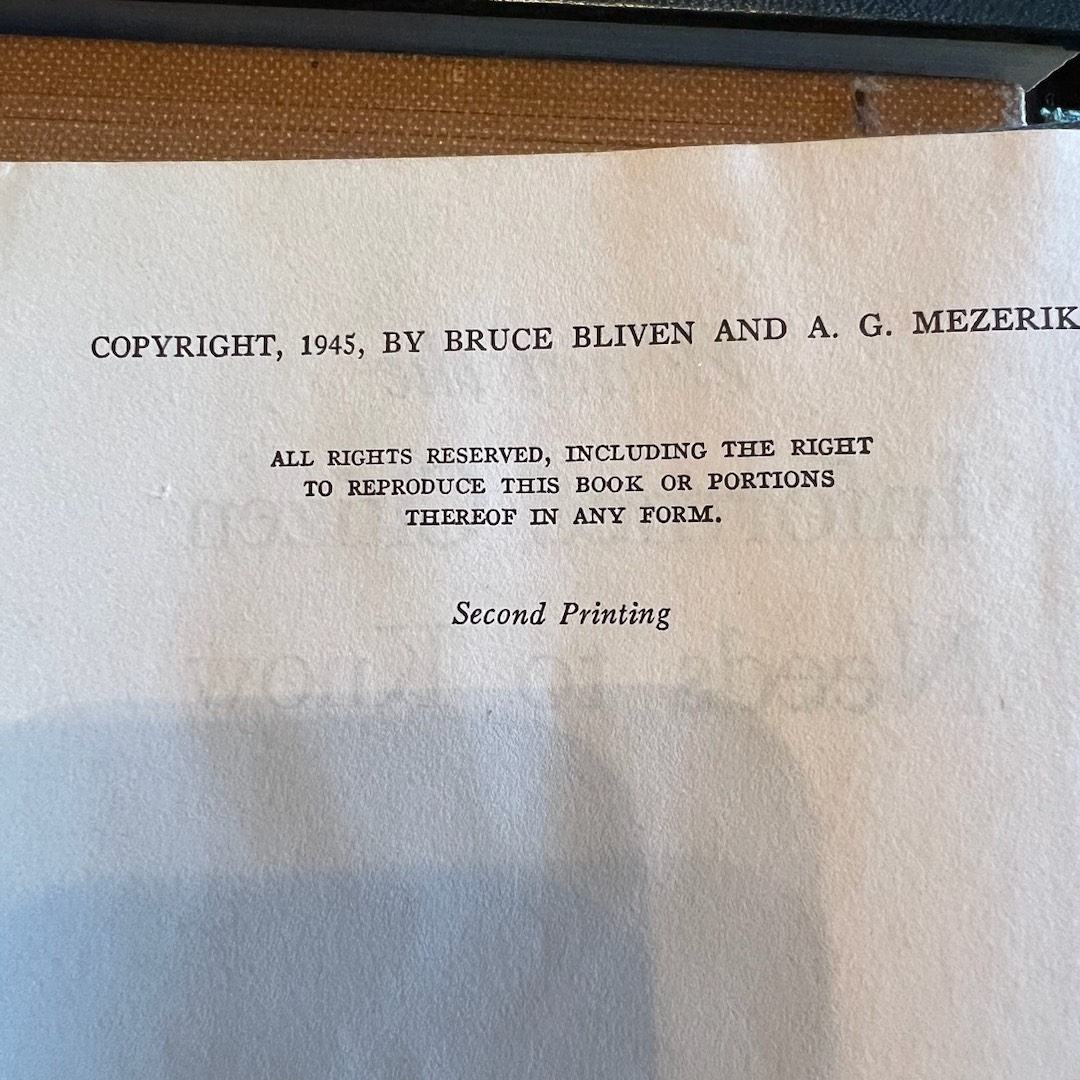 COPYRIGHT, 1945, BY BRUCE BLIVEN AND A. G. MEZERIK
ALL RIGHTS RESERVED, INCLUDING THE RIGHT
TO REPRODUCE THIS BOOK OR PORTIONS
THEREOF IN ANY FORM.
Second Printing